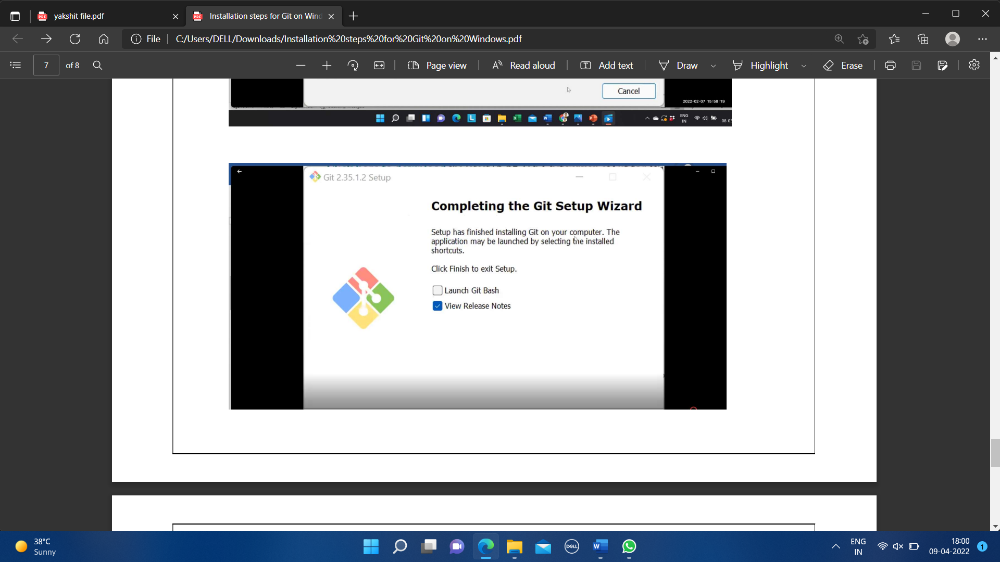 yakshit file.pdf
Installation steps for Git on Wind
File
C:/Users/DELL/Downloads/Installation%20steps%20for%20Git%20on%20Windows.pdf
7 of 8
Page view
Read aloud
Add text
Draw
Highlight
Erase
Cancel
2022-02-07 15:58:19
ENG
IN
08-03
Git 2.35.1.2 Setup
Completing the Git Setup Wizard
Setup has finished installing Git on your computer. The
application may be launched by selecting the installed
shortcuts.
Click Finish to exit Setup.
Launch Git Bash
View Release Notes
38°C
Sunny
DELL
ENG
IN
18:00
09-04-2022
1